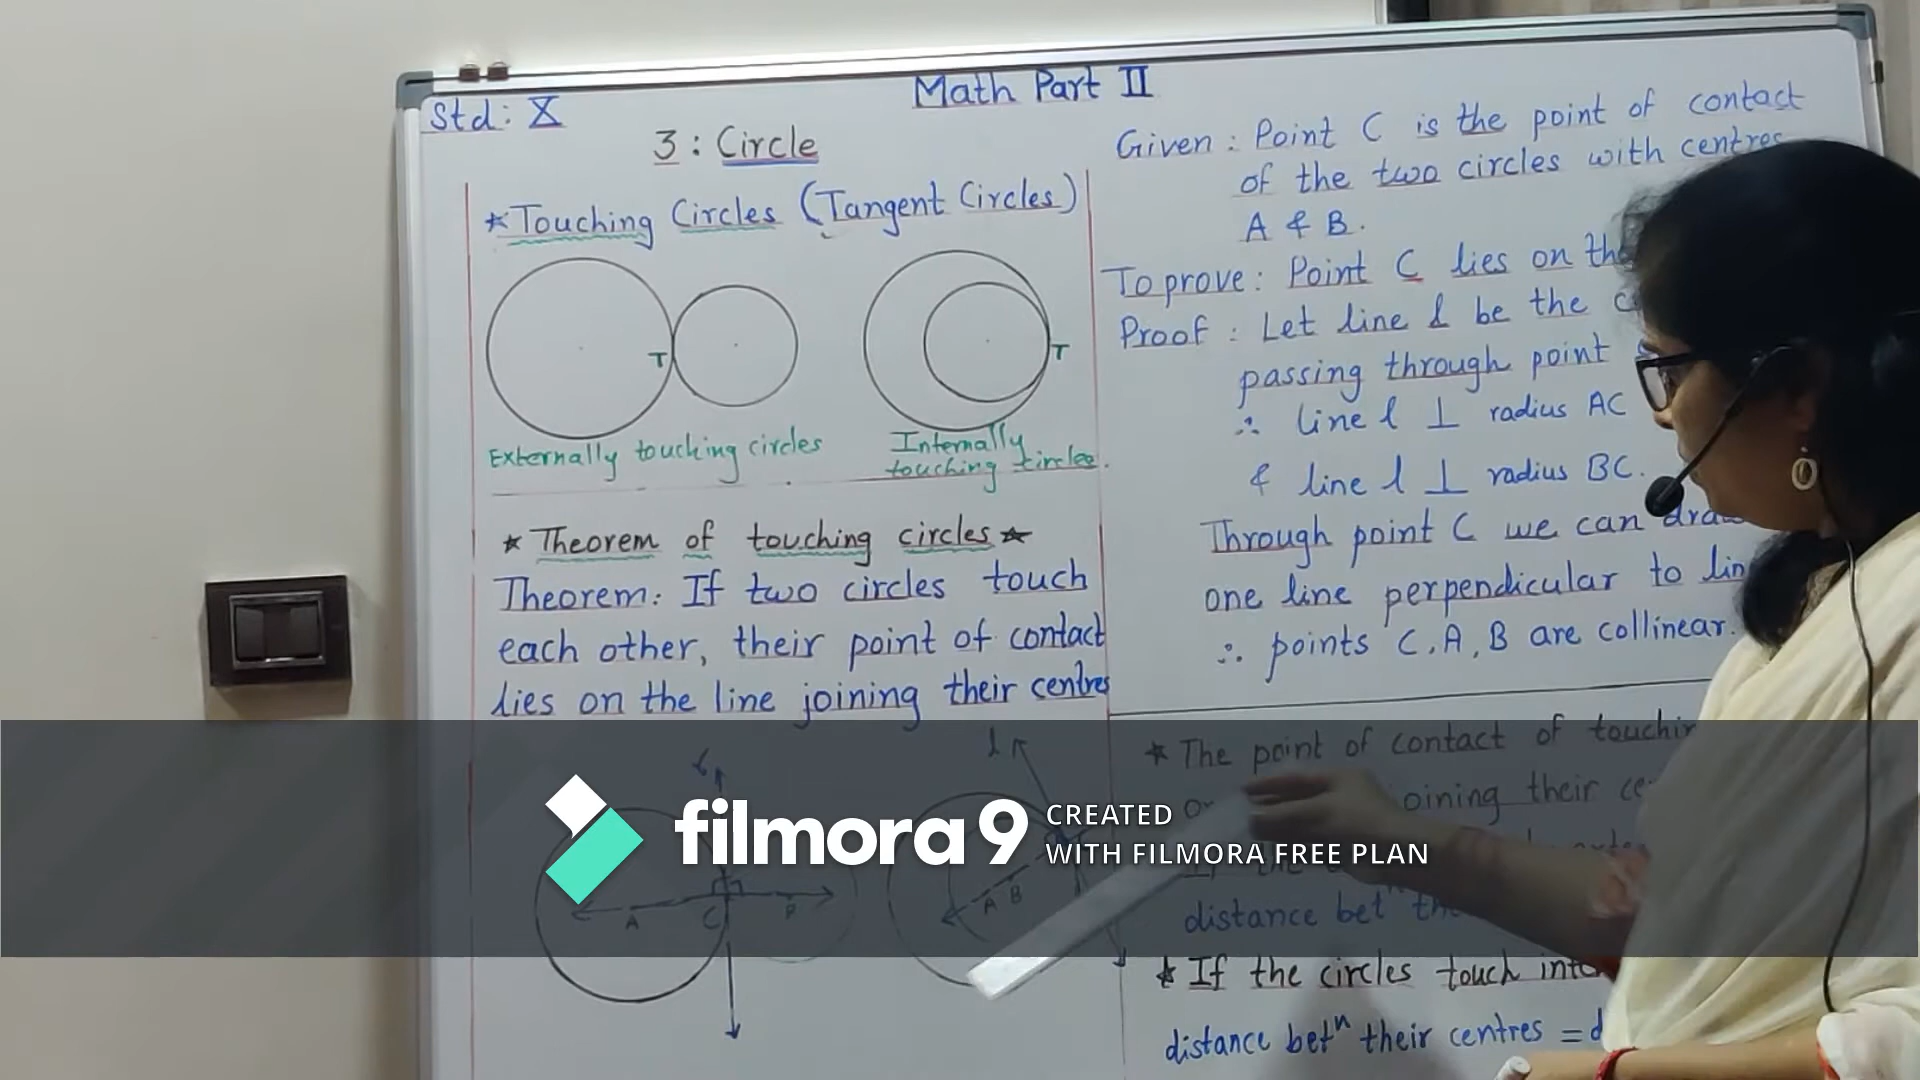 Math Part II
Std: X
3 : Circle
* Touching Circles (Tangent Circles)
T
T
Externally touching circles
Internally
touching circles.
* Theorem of touching circles *
Theorem: If two circles touch
each other, their point of contact
lies on the line joining their centres
l
A
C
A B
Given : Point C is the point of contact
of the two circles with centres
A & B.
To prove : Point C lies on the
Proof : Let line l be the
passing through point
∴ line l ⊥ radius AC
& line l ⊥ radius BC.
Through point C we can draw
one line perpendicular to
∴ points C, A, B are collinear.
* The point of contact of
joining their
distance betⁿ
* If the circles touch
distance betⁿ their centres =
filmora 9
CREATED
WITH FILMORA FREE PLAN